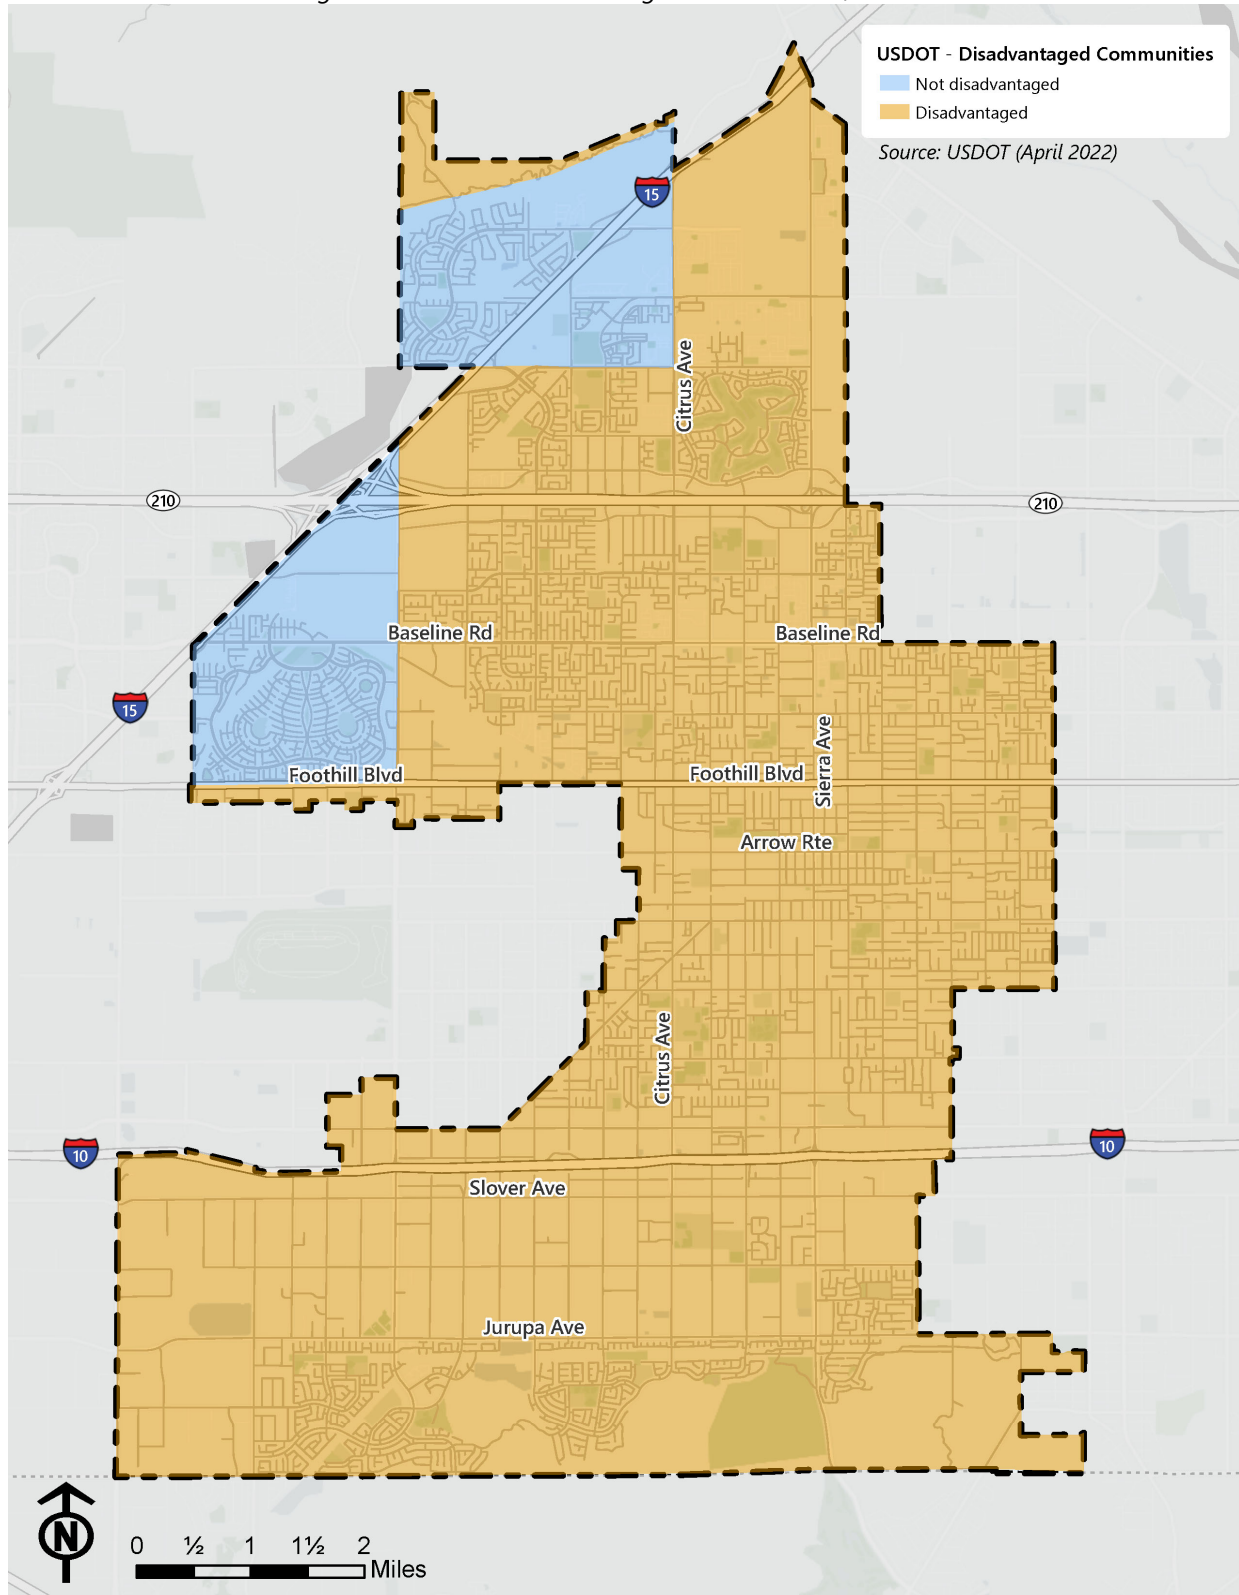 USDOT - Disadvantaged Communities
Not disadvantaged
Disadvantaged
Source: USDOT (April 2022)
15
Citrus Ave
210
210
Baseline Rd
Baseline Rd
15
Sierra Ave
Foothill Blvd
Foothill Blvd
Arrow Rte
Citrus Ave
10
10
Slover Ave
Jurupa Ave
N
0 ½ 1 1½ 2
Miles